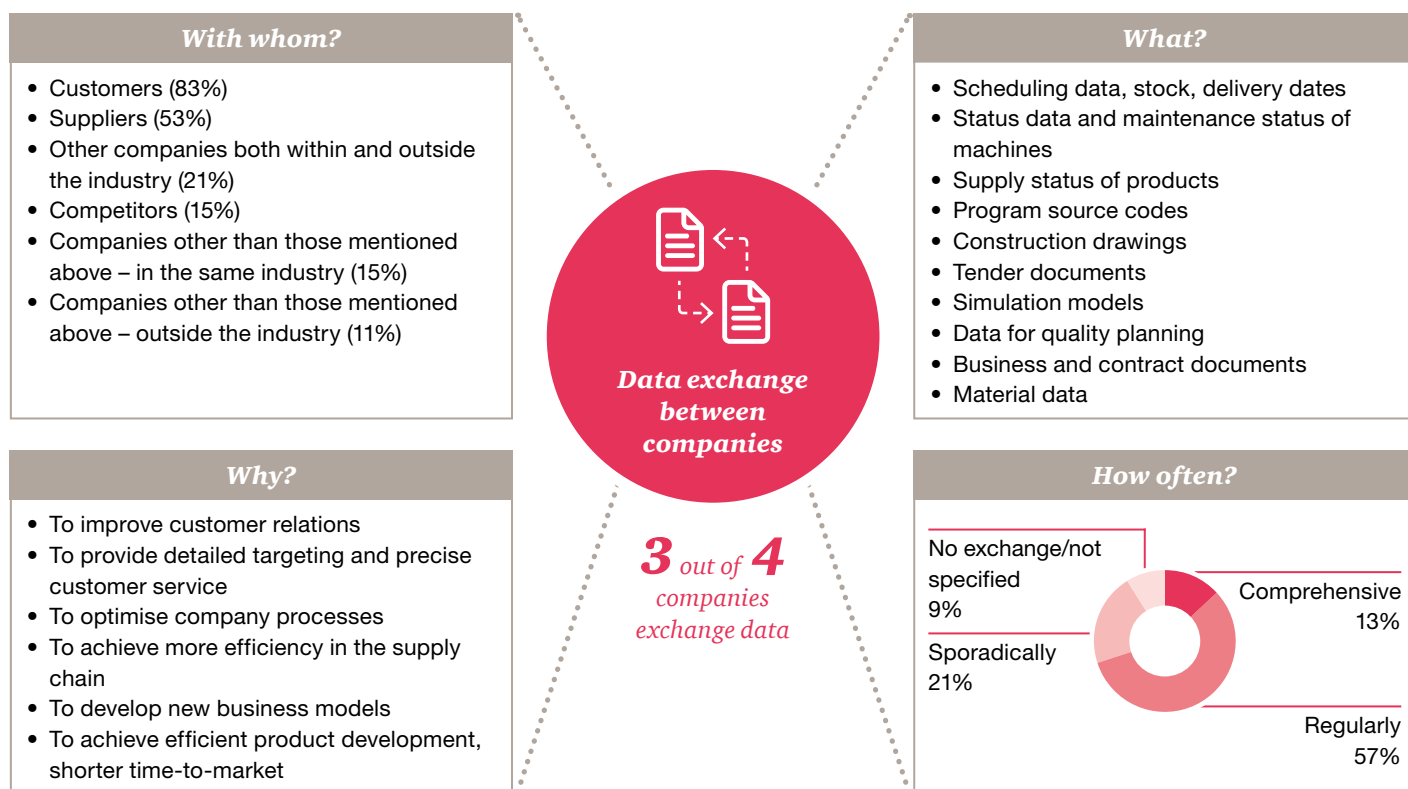 With whom?
• Customers (83%)
• Suppliers (53%)
• Other companies both within and outside
the industry (21%)
• Competitors (15%)
• Companies other than those mentioned
above – in the same industry (15%)
• Companies other than those mentioned
above – outside the industry (11%)
What?
• Scheduling data, stock, delivery dates
• Status data and maintenance status of
machines
• Supply status of products
• Program source codes
• Construction drawings
• Tender documents
• Simulation models
• Data for quality planning
• Business and contract documents
• Material data
Data exchange
between
companies
3 out of 4
companies
exchange data
Why?
• To improve customer relations
• To provide detailed targeting and precise
customer service
• To optimise company processes
• To achieve more efficiency in the supply
chain
• To develop new business models
• To achieve efficient product development,
shorter time-to-market
How often?
No exchange/not
specified
9%
Comprehensive
13%
Sporadically
21%
Regularly
57%